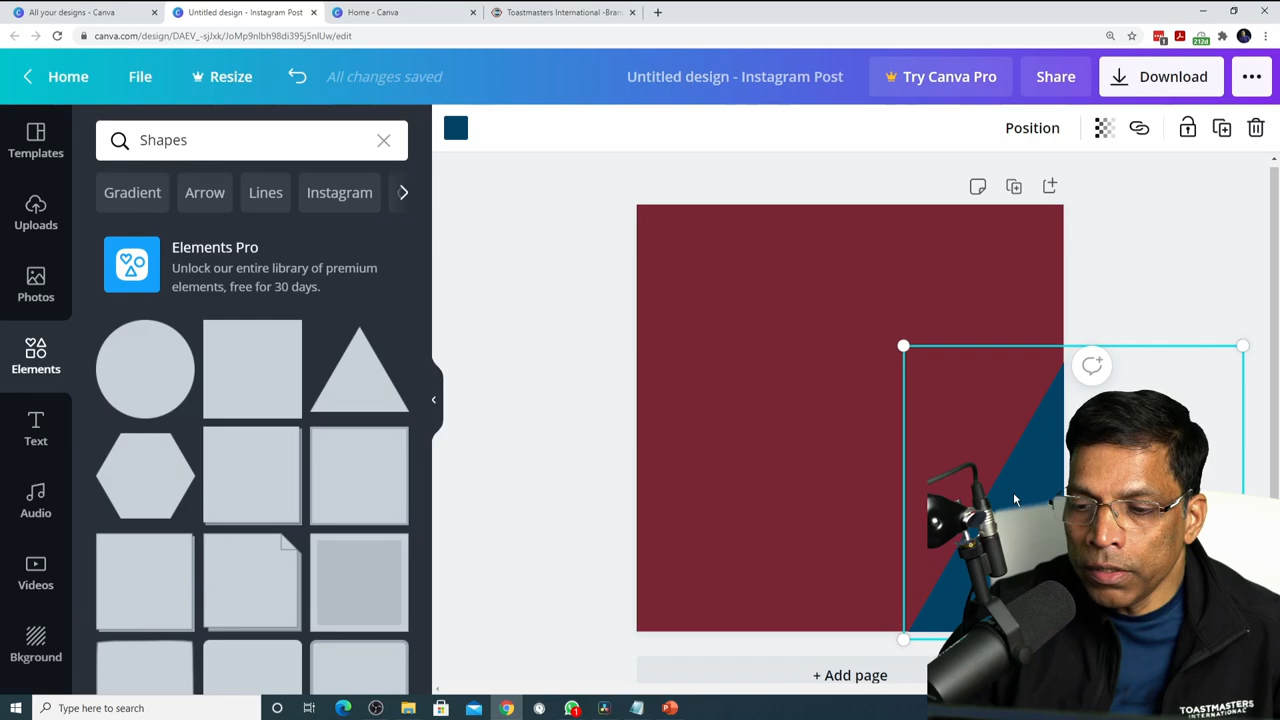 All your designs - Canva
Untitled design - Instagram Post
Home - Canva
Toastmasters International -Bran
canva.com/design/DAEV_-sjJxk/JoMp9nIbh98di395j5nIUw/edit
212d
Home
File
Resize
All changes saved
Untitled design - Instagram Post
Try Canva Pro
Share
Download
Templates
Uploads
Photos
Elements
Text
Audio
Videos
Bkground
Shapes
Gradient
Arrow
Lines
Instagram
Elements Pro
Unlock our entire library of premium
elements, free for 30 days.
Position
+ Add page
Type here to search
TOASTMASTERS
INTERNATIONAL